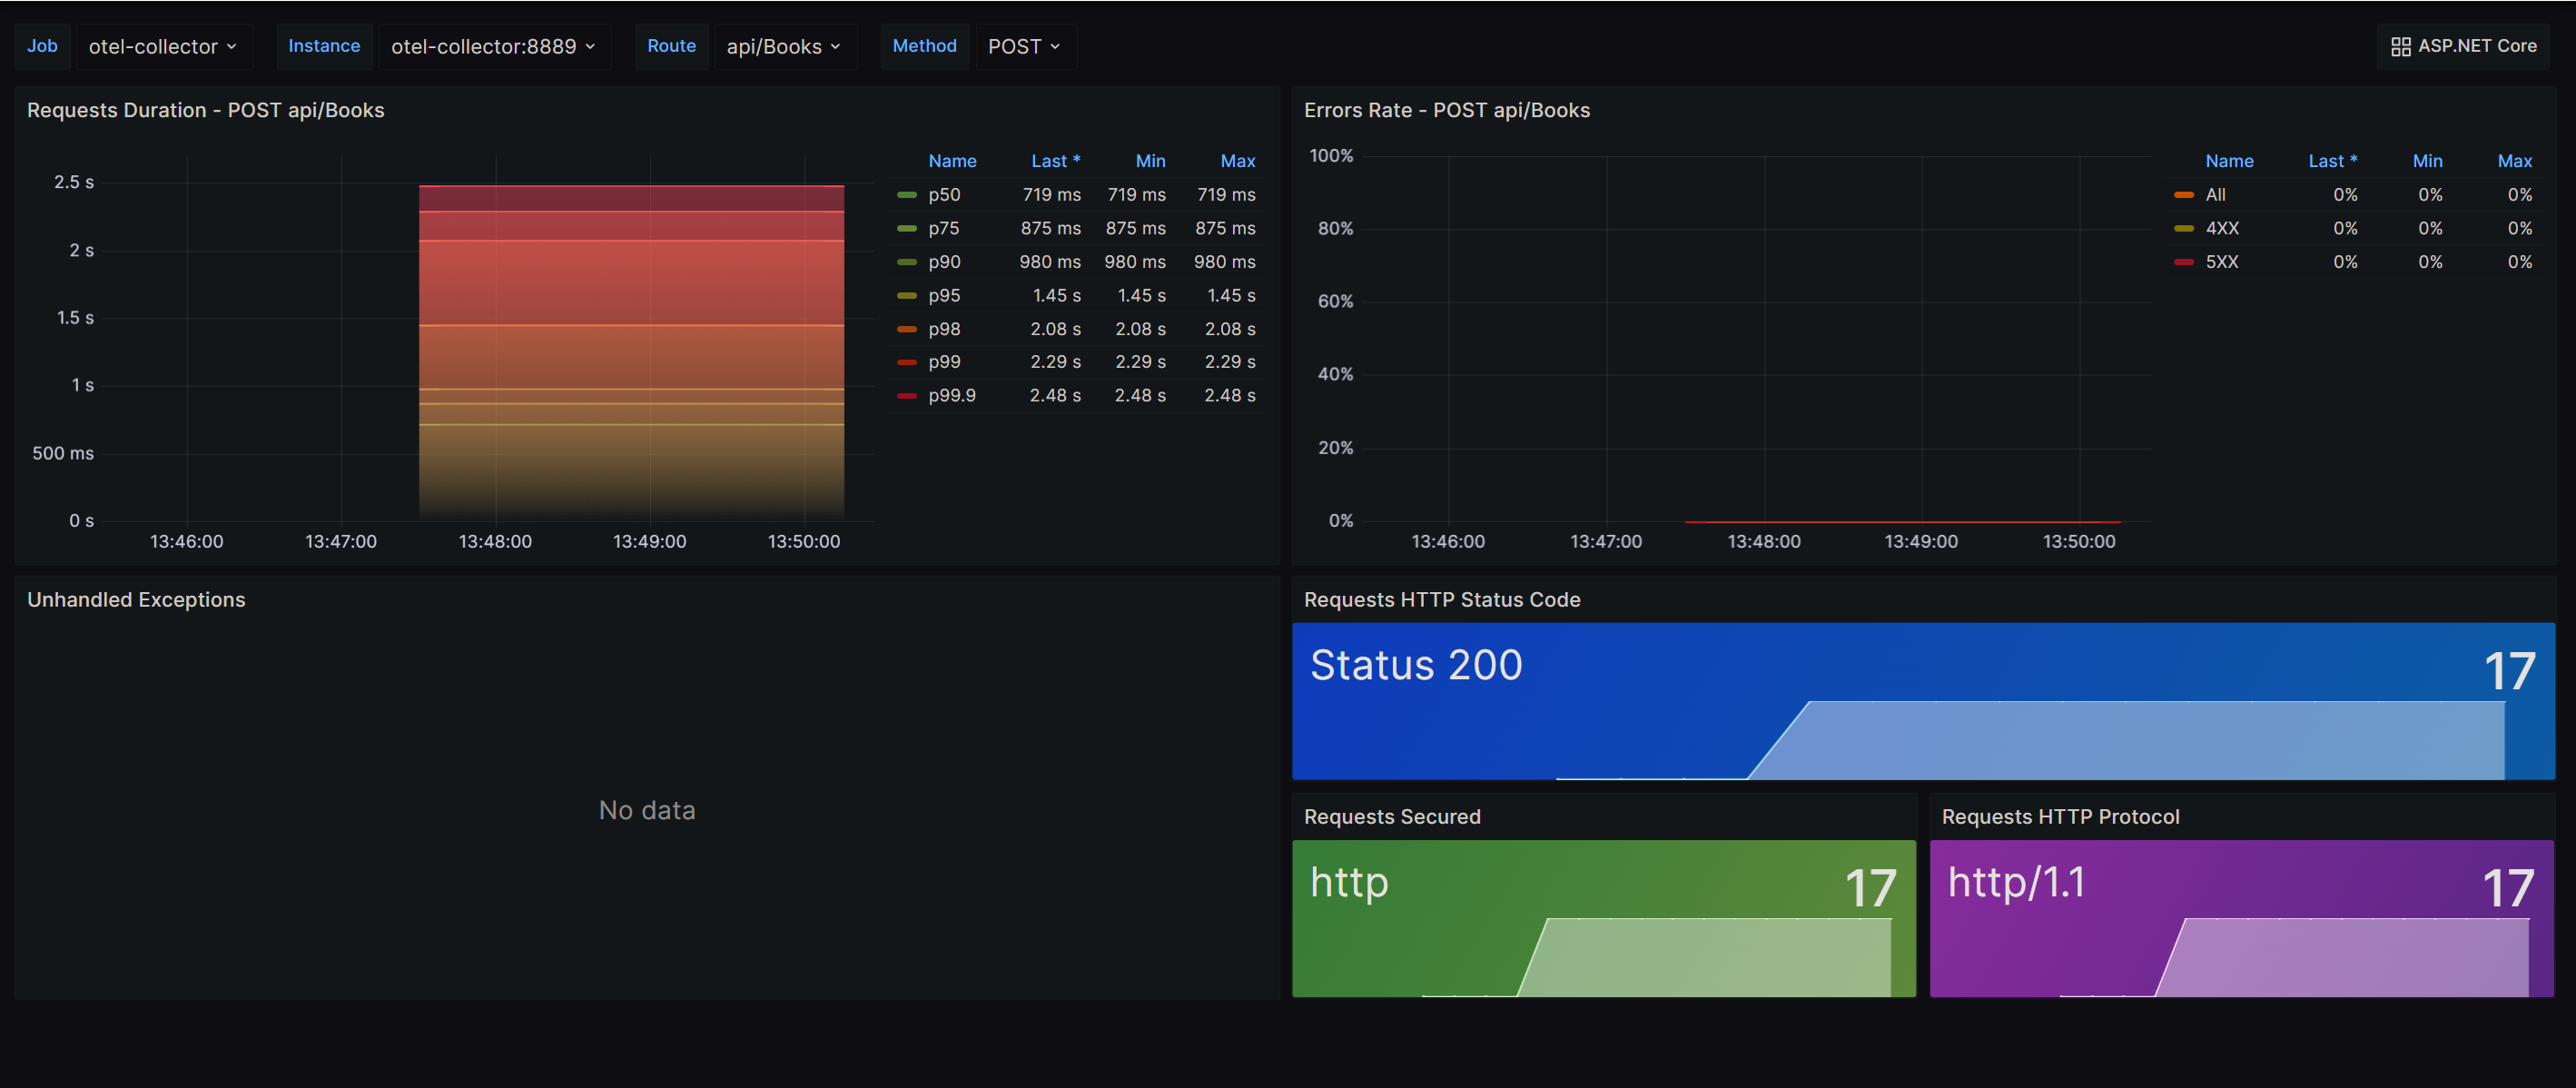 Job otel-collector Instance otel-collector:8889 Route api/Books Method POST ASP.NET Core
Requests Duration - POST api/Books
2.5 s
2 s
1.5 s
1 s
500 ms
0 s
13:46:00 13:47:00 13:48:00 13:49:00 13:50:00
Name Last * Min Max
p50 719 ms 719 ms 719 ms
p75 875 ms 875 ms 875 ms
p90 980 ms 980 ms 980 ms
p95 1.45 s 1.45 s 1.45 s
p98 2.08 s 2.08 s 2.08 s
p99 2.29 s 2.29 s 2.29 s
p99.9 2.48 s 2.48 s 2.48 s
Errors Rate - POST api/Books
100%
80%
60%
40%
20%
0%
13:46:00 13:47:00 13:48:00 13:49:00 13:50:00
Name Last * Min Max
All 0% 0% 0%
4XX 0% 0% 0%
5XX 0% 0% 0%
Unhandled Exceptions
No data
Requests HTTP Status Code
Status 200 17
Requests Secured
http 17
Requests HTTP Protocol
http/1.1 17